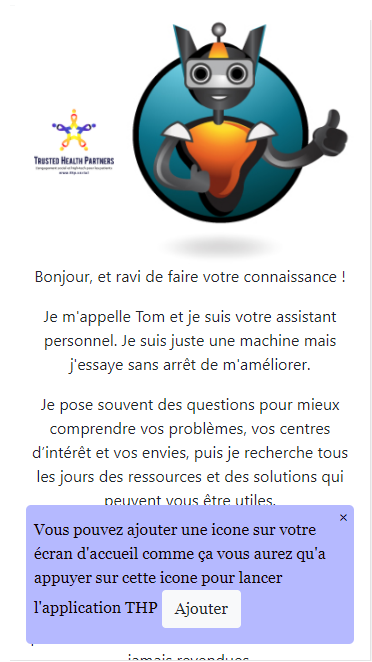 TRUSTED HEALTH PARTNERS
www.thp.social
Bonjour, et ravi de faire votre connaissance !
Je m'appelle Tom et je suis votre assistant
personnel. Je suis juste une machine mais
j'essaye sans arrêt de m'améliorer.
Je pose souvent des questions pour mieux
comprendre vos problèmes, vos centres
d'intérêt et vos envies, puis je recherche tous
les jours des ressources et des solutions qui
peuvent vous être utiles.
×
Vous pouvez ajouter une icone sur votre
écran d'accueil comme ça vous aurez qu'a
appuyer sur cette icone pour lancer
l'application THP Ajouter
jamais revendues